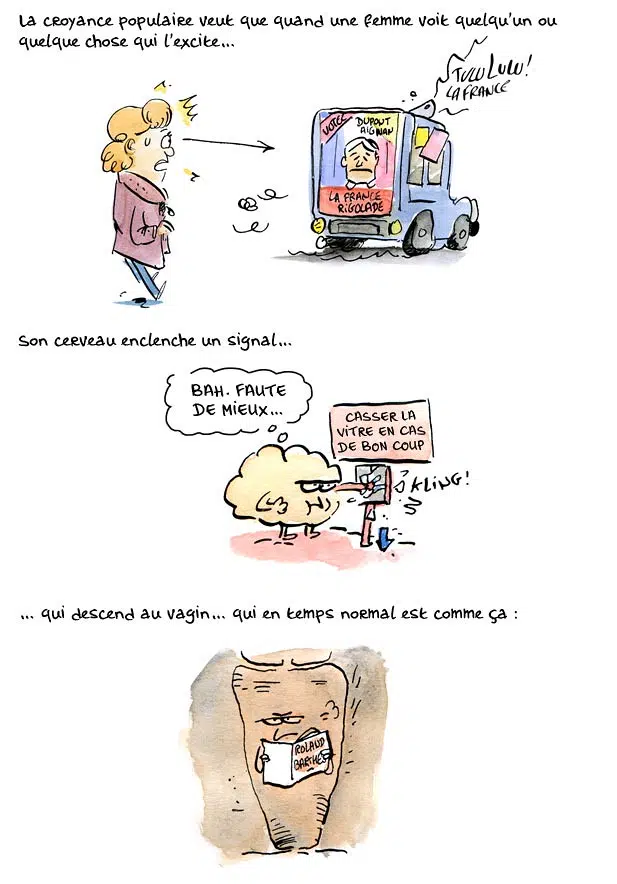 La croyance populaire veut que quand une femme voit quelqu'un ou
quelque chose qui l'excite...
TULULULU!
LA FRANCE
VOTEZ
DUPONT
AIGNAN
LA FRANCE
RIGOLADE
Son cerveau enclenche un signal...
BAH. FAUTE
DE MIEUX...
CASSER LA
VITRE EN CAS
DE BON COUP
KLING!
... qui descend au vagin... qui en temps normal est comme ça :
ROLAND
BARTHES